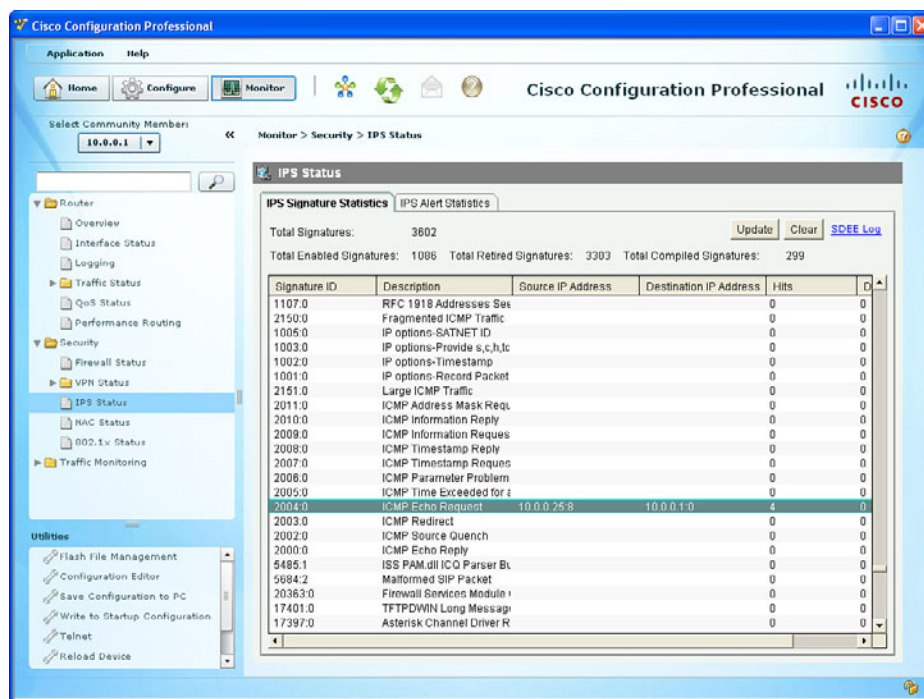 Cisco Configuration Professional
Application Help
Home Configure Monitor
Cisco Configuration Professional
CISCO
Select Community Member:
10.0.0.1
Monitor > Security > IPS Status
Router
Overview
Interface Status
Logging
Traffic Status
QoS Status
Performance Routing
Security
Firewall Status
VPN Status
IPS Status
NAC Status
802.1x Status
Traffic Monitoring
Utilities
Flash File Management
Configuration Editor
Save Configuration to PC
Write to Startup Configuration
Telnet
Reload Device
IPS Status
IPS Signature Statistics IPS Alert Statistics
Total Signatures: 3602 Update Clear SDEE Log
Total Enabled Signatures: 1086 Total Retired Signatures: 3303 Total Compiled Signatures: 299
Signature ID Description Source IP Address Destination IP Address Hits D
1107:0 RFC 1918 Addresses See 0 0
2150:0 Fragmented ICMP Traffic 0 0
1005:0 IP options-SATNET ID 0 0
1003:0 IP options-Provide s,c,h,tc 0 0
1002:0 IP options-Timestamp 0 0
1001:0 IP options-Record Packet 0 0
2151:0 Large ICMP Traffic 0 0
2011:0 ICMP Address Mask Requ 0 0
2010:0 ICMP Information Reply 0 0
2009:0 ICMP Information Reques 0 0
2008:0 ICMP Timestamp Reply 0 0
2007:0 ICMP Timestamp Reques 0 0
2006:0 ICMP Parameter Problem 0 0
2005:0 ICMP Time Exceeded for a 0 0
2004:0 ICMP Echo Request 10.0.0.25:8 10.0.0.1:0 4 0
2003:0 ICMP Redirect 0 0
2002:0 ICMP Source Quench 0 0
2000:0 ICMP Echo Reply 0 0
5485:1 ISS PAM.dll ICQ Parser Bu 0 0
5684:2 Malformed SIP Packet 0 0
20363:0 Firewall Services Module 0 0
17401:0 TFTPDWIN Long Message 0 0
17397:0 Asterisk Channel Driver R 0 0